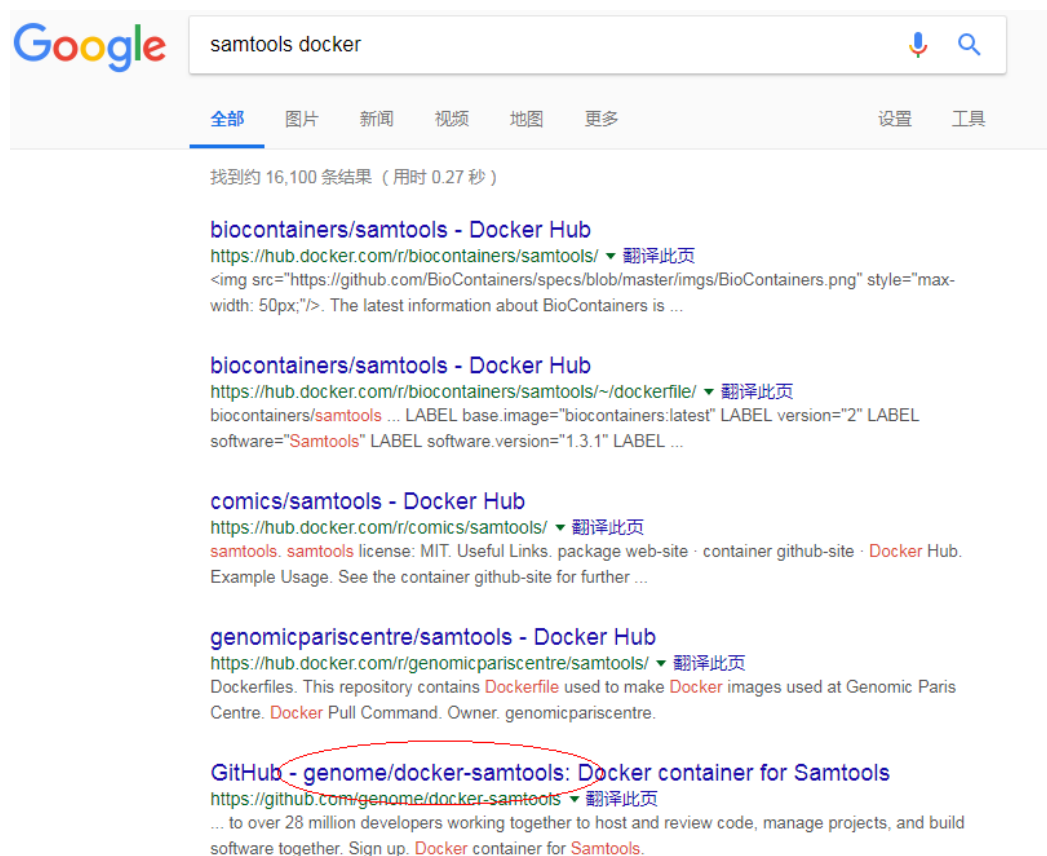 Google
samtools docker
全部 图片 新闻 视频 地图 更多 设置 工具
找到约 16,100 条结果 （用时 0.27 秒）
biocontainers/samtools - Docker Hub
https://hub.docker.com/r/biocontainers/samtools/ ▼ 翻译此页
<img src="https://github.com/BioContainers/specs/blob/master/imgs/BioContainers.png" style="max-
width: 50px;"/>. The latest information about BioContainers is ...
biocontainers/samtools - Docker Hub
https://hub.docker.com/r/biocontainers/samtools/~/dockerfile/ ▼ 翻译此页
biocontainers/samtools ... LABEL base.image="biocontainers:latest" LABEL version="2" LABEL
software="Samtools" LABEL software.version="1.3.1" LABEL ...
comics/samtools - Docker Hub
https://hub.docker.com/r/comics/samtools/ ▼ 翻译此页
samtools. samtools license: MIT. Useful Links. package web-site · container github-site · Docker Hub.
Example Usage. See the container github-site for further ...
genomicpariscentre/samtools - Docker Hub
https://hub.docker.com/r/genomicpariscentre/samtools/ ▼ 翻译此页
Dockerfiles. This repository contains Dockerfile used to make Docker images used at Genomic Paris
Centre. Docker Pull Command. Owner. genomicpariscentre.
GitHub - genome/docker-samtools: Docker container for Samtools
https://github.com/genome/docker-samtools ▼ 翻译此页
... to over 28 million developers working together to host and review code, manage projects, and build
software together. Sign up. Docker container for Samtools.